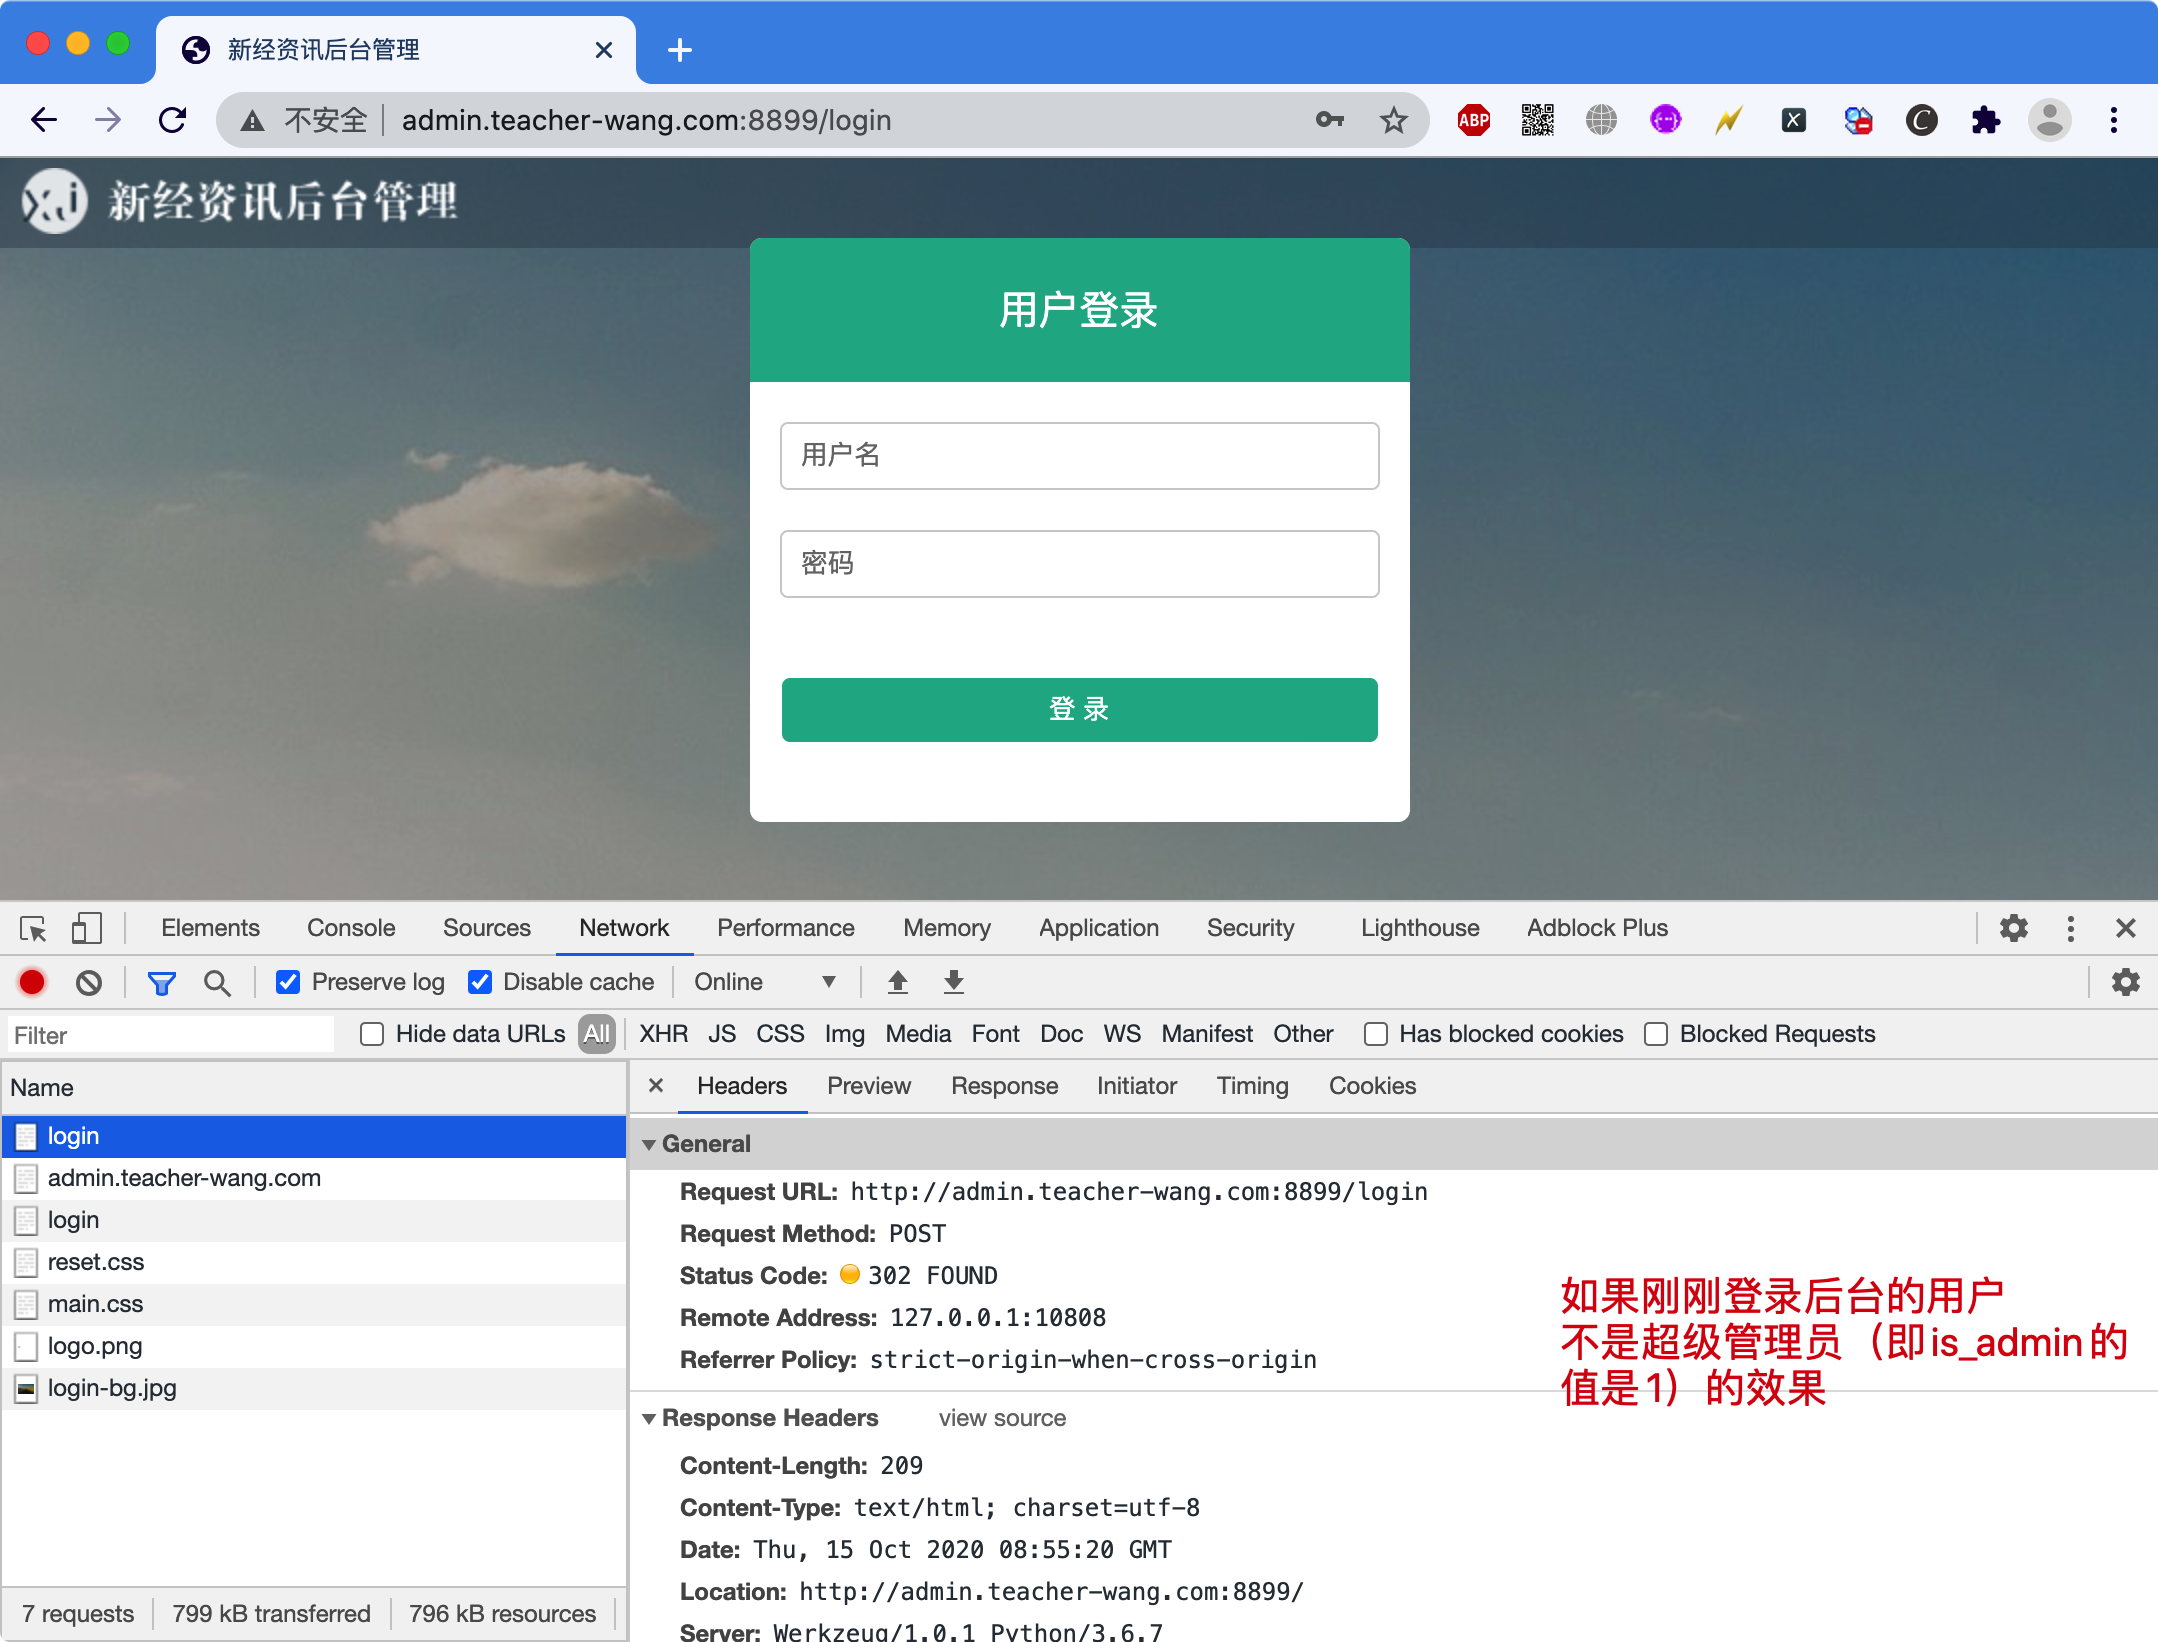 新经资讯后台管理
不安全 admin.teacher-wang.com:8899/login
ABP
新经资讯后台管理
用户登录
用户名
密码
登 录
Elements Console Sources Network Performance Memory Application Security Lighthouse Adblock Plus
Preserve log Disable cache Online
Filter Hide data URLs All XHR JS CSS Img Media Font Doc WS Manifest Other Has blocked cookies Blocked Requests
Name
login
admin.teacher-wang.com
login
reset.css
main.css
logo.png
login-bg.jpg
7 requests 799 kB transferred 796 kB resources
Headers Preview Response Initiator Timing Cookies
General
Request URL: http://admin.teacher-wang.com:8899/login
Request Method: POST
Status Code: 302 FOUND
Remote Address: 127.0.0.1:10808
Referrer Policy: strict-origin-when-cross-origin
如果刚刚登录后台的用户
不是超级管理员（即is_admin的
值是1）的效果
Response Headers view source
Content-Length: 209
Content-Type: text/html; charset=utf-8
Date: Thu, 15 Oct 2020 08:55:20 GMT
Location: http://admin.teacher-wang.com:8899/
Server: Werkzeug/1.0.1 Python/3.6.7